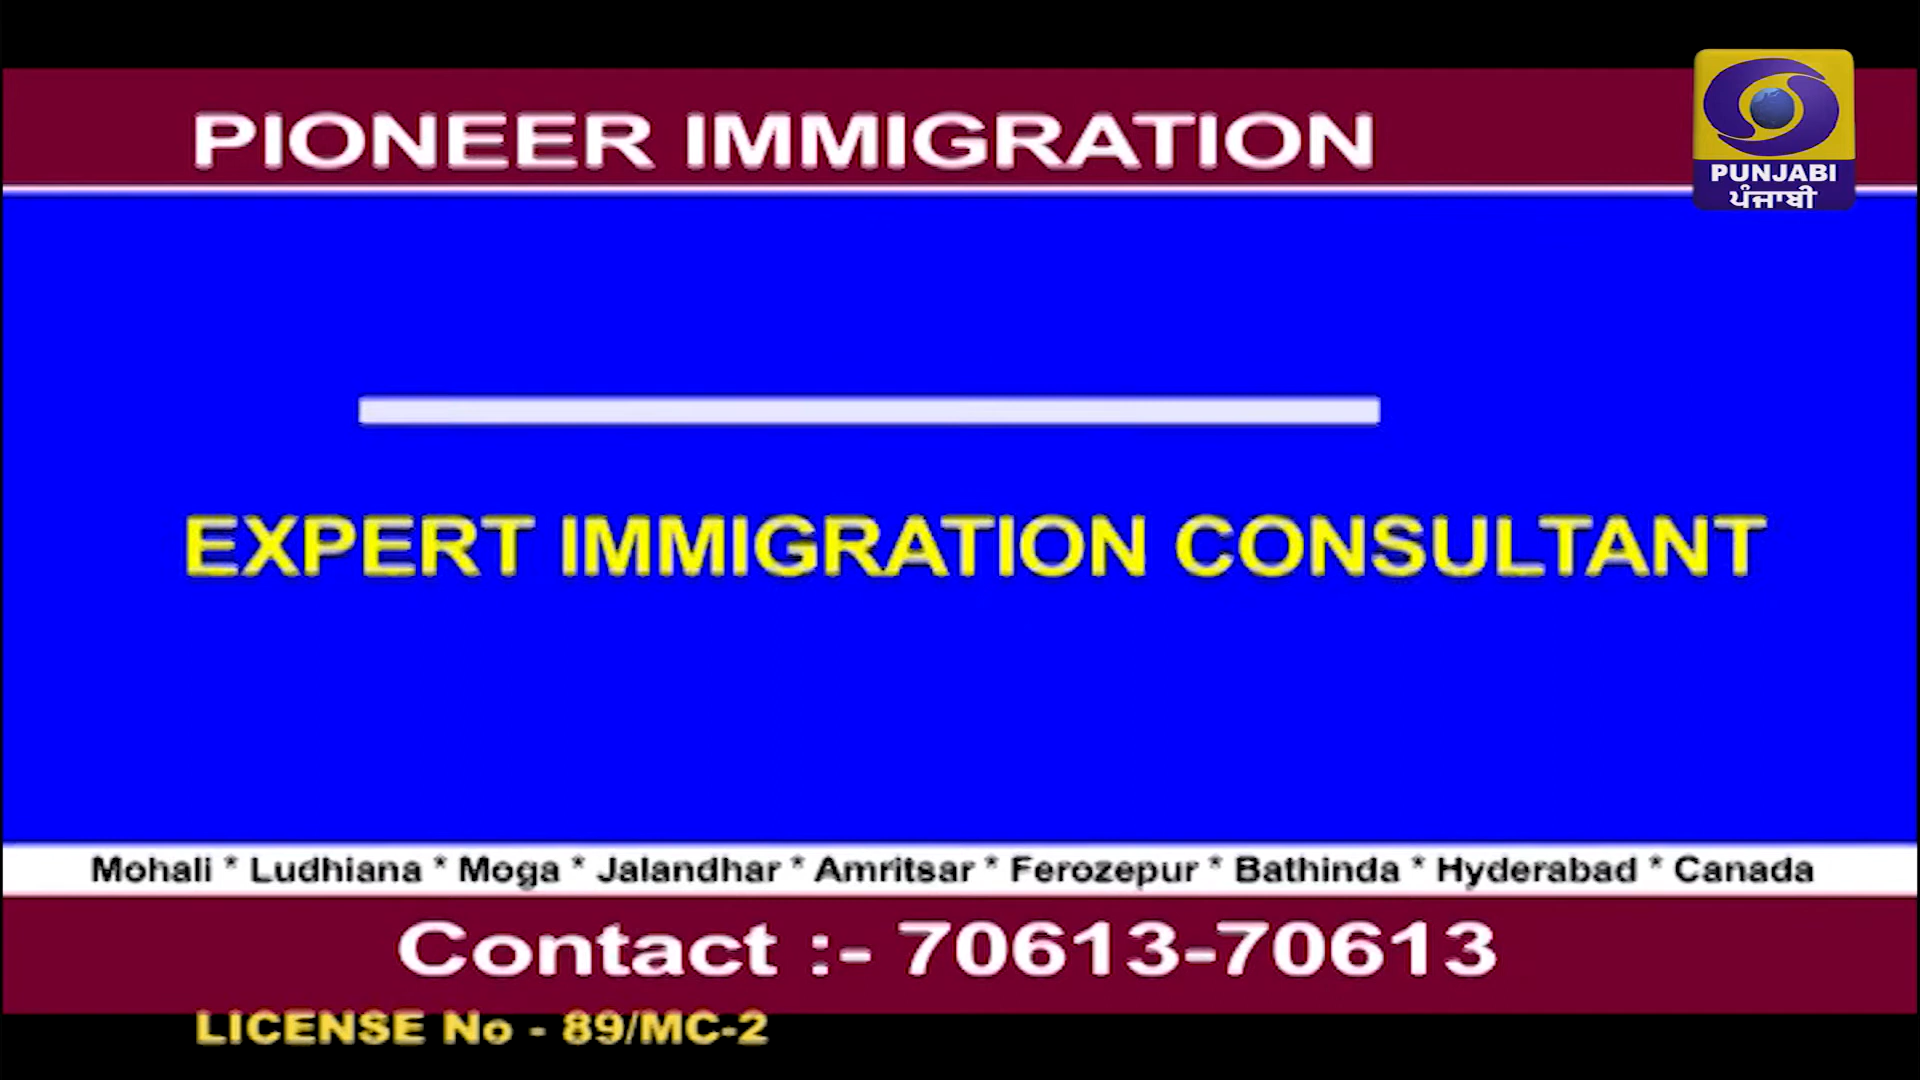 PIONEER IMMIGRATION
PUNJABI
ਪੰਜਾਬੀ
EXPERT IMMIGRATION CONSULTANT
Mohali * Ludhiana * Moga * Jalandhar * Amritsar * Ferozepur * Bathinda * Hyderabad * Canada
Contact :- 70613-70613
LICENSE No - 89/MC-2